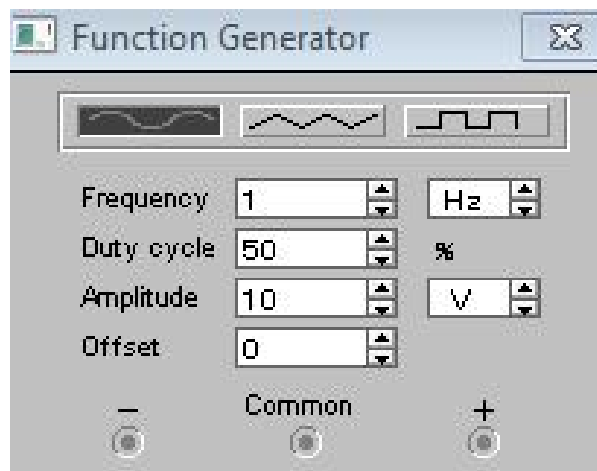 Function Generator
Frequency 1 Hz
Duty cycle 50 %
Amplitude 10 V
Offset 0
− Common +